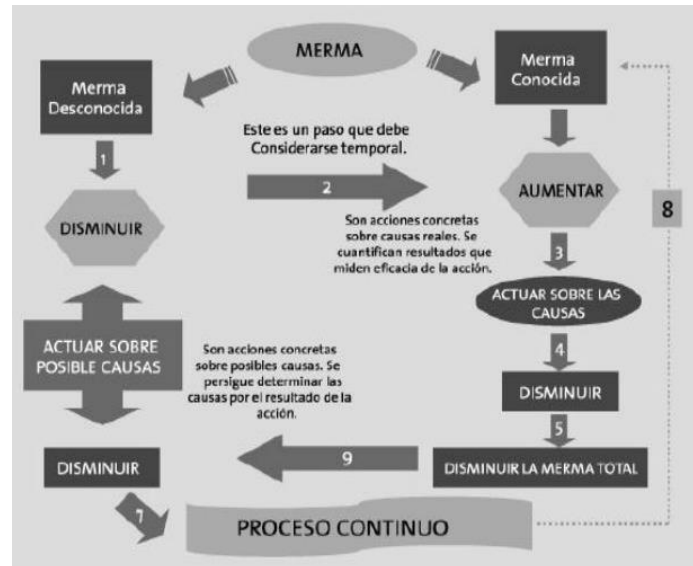 MERMA
Merma
Desconocida
Merma
Conocida
1
Este es un paso que debe
Considerarse temporal.
2
DISMINUIR
AUMENTAR
8
Son acciones concretas
sobre causas reales. Se
cuantifican resultados que
miden eficacia de la acción.
3
ACTUAR SOBRE LAS
CAUSAS
ACTUAR SOBRE
POSIBLE CAUSAS
Son acciones concretas
sobre posibles causas. Se
persigue determinar las
causas por el resultado de la
acción.
4
DISMINUIR
5
DISMINUIR
9
DISMINUIR LA MERMA TOTAL
7
PROCESO CONTINUO